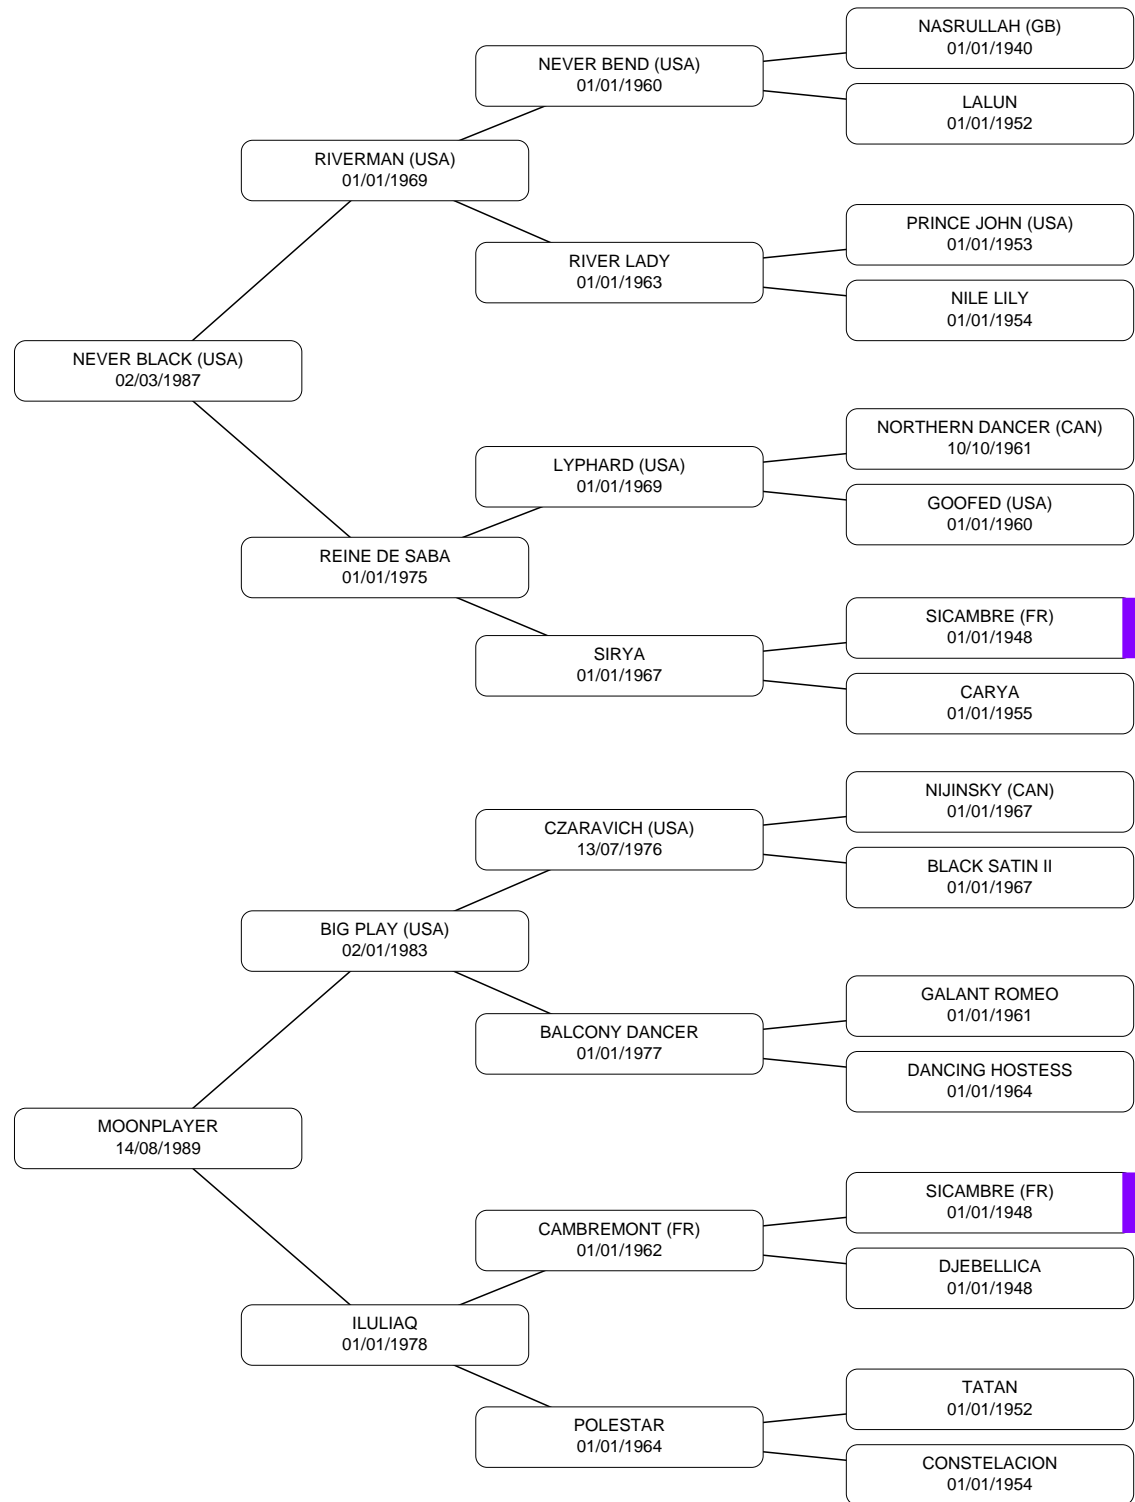 NASRULLAH (GB)
01/01/1940
NEVER BEND (USA)
01/01/1960
LALUN
01/01/1952
RIVERMAN (USA)
01/01/1969
PRINCE JOHN (USA)
01/01/1953
RIVER LADY
01/01/1963
NILE LILY
01/01/1954
NEVER BLACK (USA)
02/03/1987
NORTHERN DANCER (CAN)
10/10/1961
LYPHARD (USA)
01/01/1969
GOOFED (USA)
01/01/1960
REINE DE SABA
01/01/1975
SICAMBRE (FR)
01/01/1948
SIRYA
01/01/1967
CARYA
01/01/1955
NIJINSKY (CAN)
01/01/1967
CZARAVICH (USA)
13/07/1976
BLACK SATIN II
01/01/1967
BIG PLAY (USA)
02/01/1983
GALANT ROMEO
01/01/1961
BALCONY DANCER
01/01/1977
DANCING HOSTESS
01/01/1964
MOONPLAYER
14/08/1989
SICAMBRE (FR)
01/01/1948
CAMBREMONT (FR)
01/01/1962
DJEBELLICA
01/01/1948
ILULIAQ
01/01/1978
TATAN
01/01/1952
POLESTAR
01/01/1964
CONSTELACION
01/01/1954